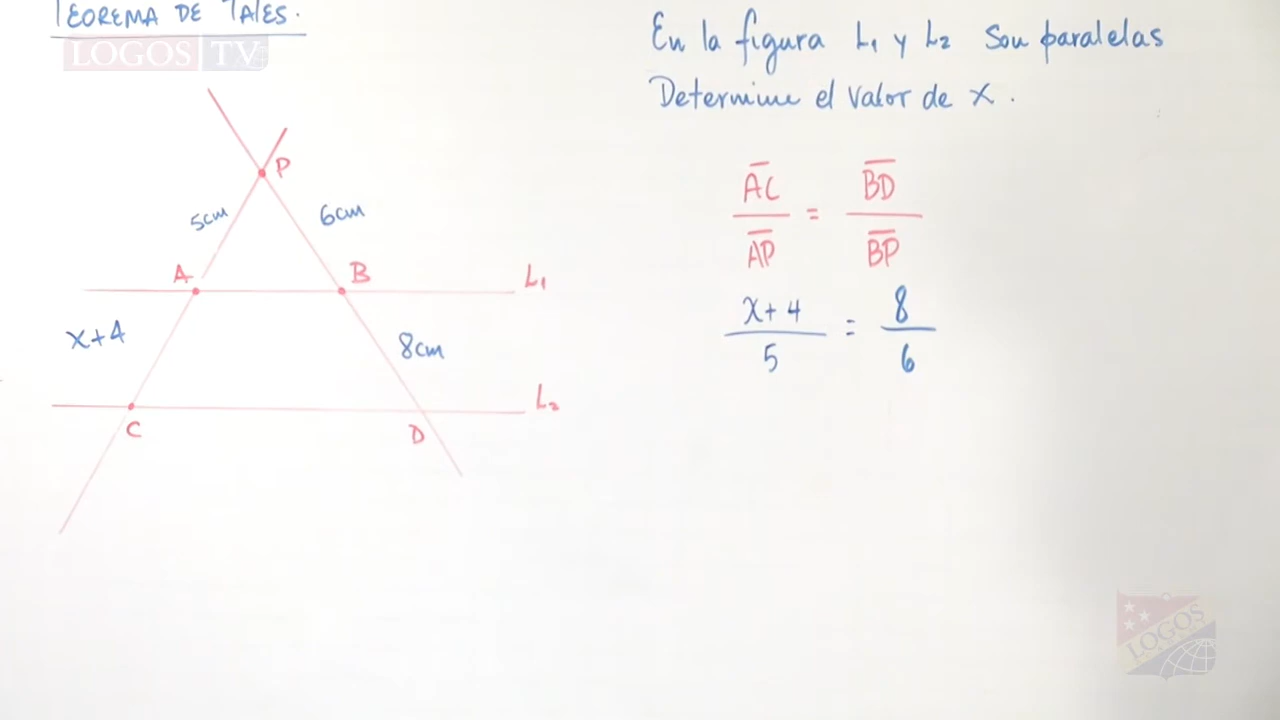 TEOREMA DE TALES.
LOGOS TV
En la figura L₁ y L₂ son paralelas
Determine el valor de x.
P
5cm
6cm
A
B
L₁
x+4
8cm
C
D
L₂
AC
AP
=
BD
BP
x+4
5
=
8
6
LOGOS